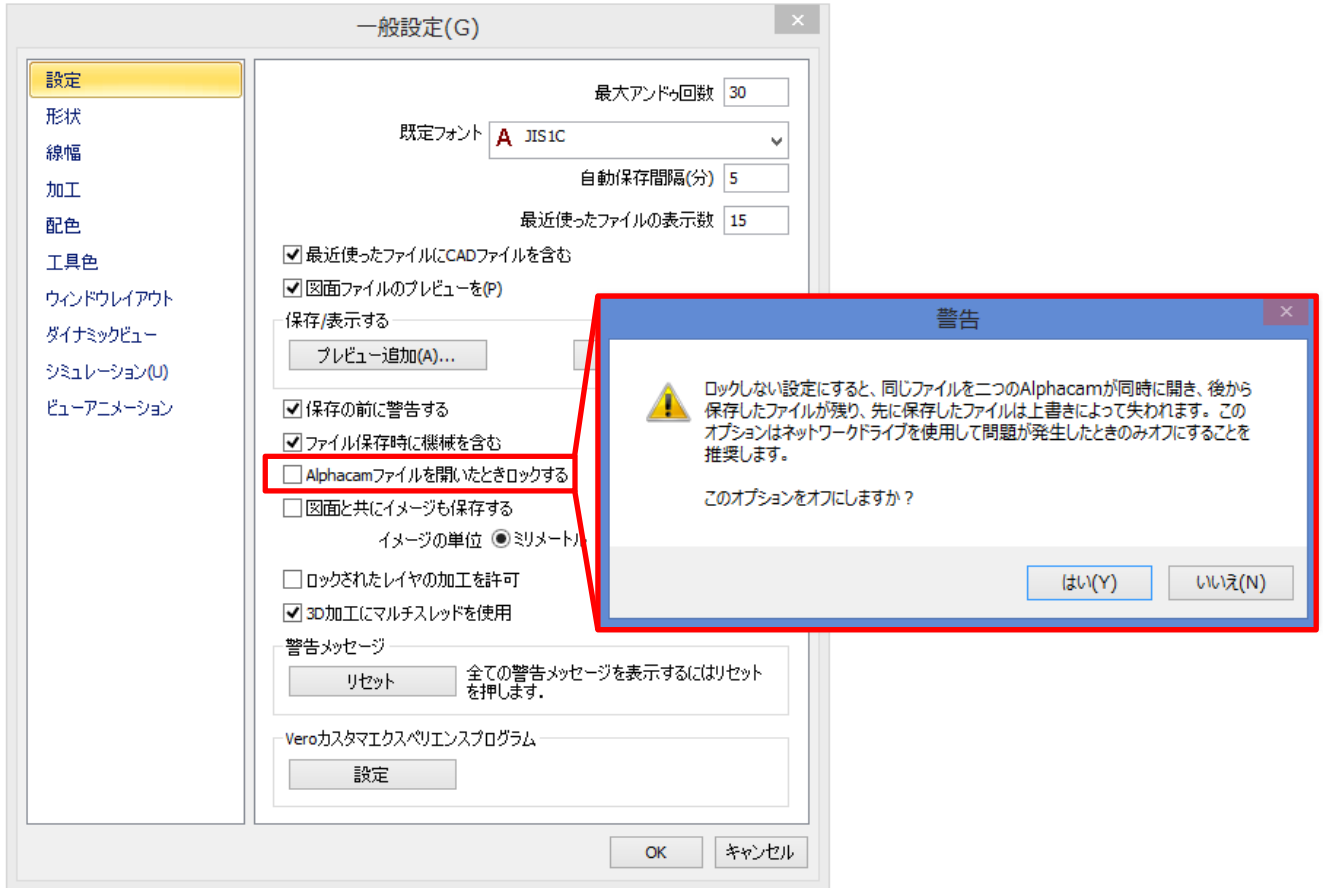 一般設定(G)
設定
形状
線幅
加工
配色
工具色
ウィンドウレイアウト
ダイナミックビュー
シミュレーション(U)
ビューアニメーション
最大アンドゥ回数 30
既定フォント A JIS1C
自動保存間隔(分) 5
最近使ったファイルの表示数 15
最近使ったファイルにCADファイルを含む
図面ファイルのプレビューを(P)
保存/表示する
プレビュー追加(A)...
保存の前に警告する
ファイル保存時に機械を含む
Alphacamファイルを開いたときロックする
図面と共にイメージも保存する
イメージの単位 ミリメートル
ロックされたレイヤの加工を許可
3D加工にマルチスレッドを使用
警告メッセージ
リセット
全ての警告メッセージを表示するにはリセット
を押します.
Veroカスタマエクスペリエンスプログラム
設定
OK キャンセル
警告
ロックしない設定にすると、同じファイルを二つのAlphacamが同時に開き、後から
保存したファイルが残り、先に保存したファイルは上書きによって失われます。この
オプションはネットワークドライブを使用して問題が発生したときのみオフにすることを
推奨します。
このオプションをオフにしますか？
はい(Y) いいえ(N)